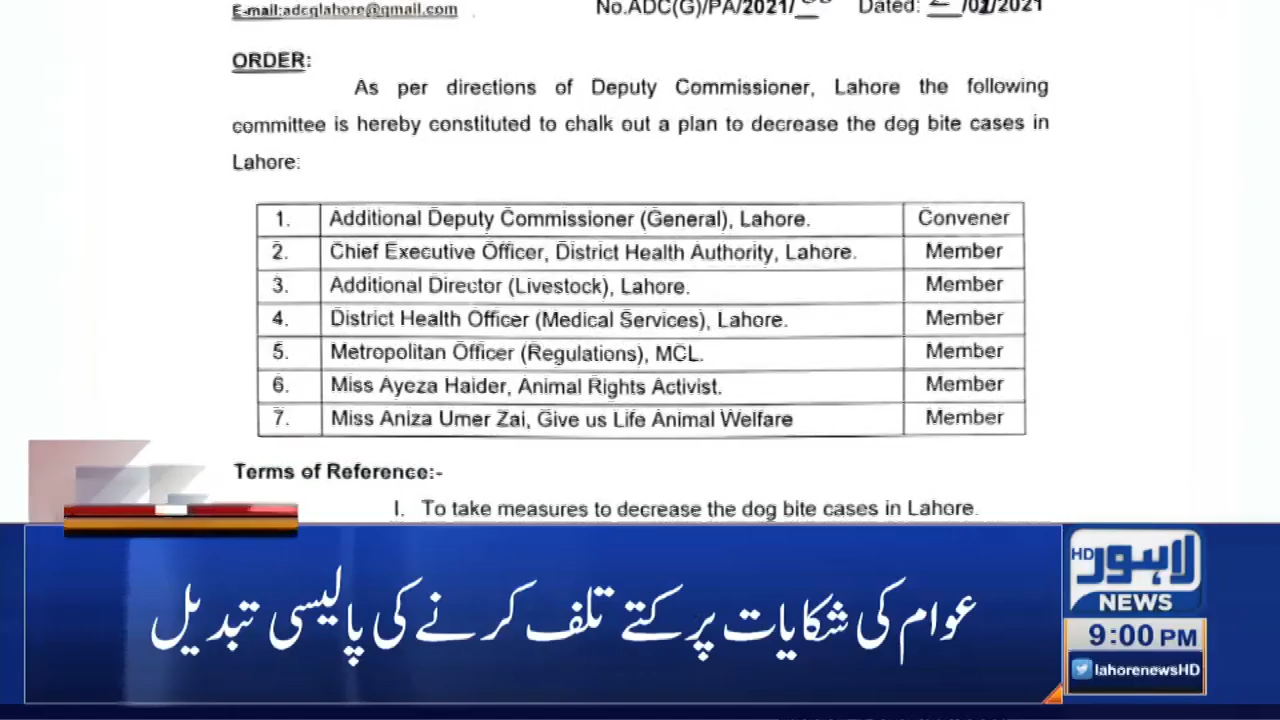 E-mail:adcglahore@gmail.com No.ADC(G)/PA/2021/ Dated: /2021
ORDER:
As per directions of Deputy Commissioner, Lahore the following
committee is hereby constituted to chalk out a plan to decrease the dog bite cases in
Lahore:
1. Additional Deputy Commissioner (General), Lahore. Convener
2. Chief Executive Officer, District Health Authority, Lahore. Member
3. Additional Director (Livestock), Lahore. Member
4. District Health Officer (Medical Services), Lahore. Member
5. Metropolitan Officer (Regulations), MCL. Member
6. Miss Ayeza Haider, Animal Rights Activist. Member
7. Miss Aniza Umer Zai, Give us Life Animal Welfare Member
Terms of Reference:-
I. To take measures to decrease the dog bite cases in Lahore.
عوام کی شکایات پر کتے تلف کرنے کی پالیسی تبدیل
HD لاہور
NEWS
9:00 PM
lahorenewsHD